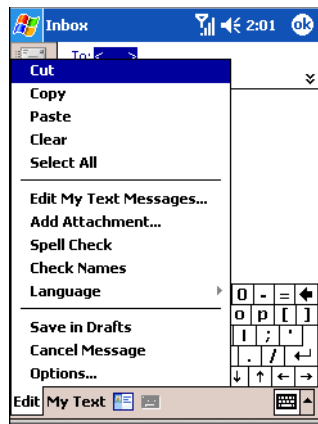 Inbox 2:01 ok
To: < >
Cut
Copy
Paste
Clear
Select All
Edit My Text Messages...
Add Attachment...
Spell Check
Check Names
Language
0 - =
o p [ ]
l ; '
. /
Save in Drafts
Cancel Message
Options...
Edit My Text